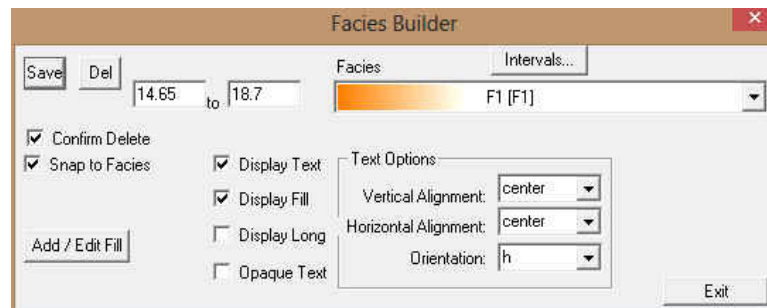 Facies Builder
Save
Del
14.65
to
18.7
Facies
Intervals...
F1 [F1]
Confirm Delete
Snap to Facies
Display Text
Display Fill
Display Long
Opaque Text
Add / Edit Fill
Text Options
Vertical Alignment: center
Horizontal Alignment: center
Orientation: h
Exit